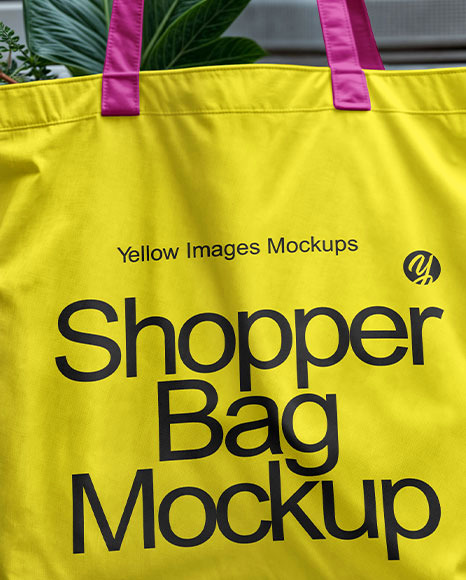 Yellow Images Mockups
Shopper
Bag
Mockup